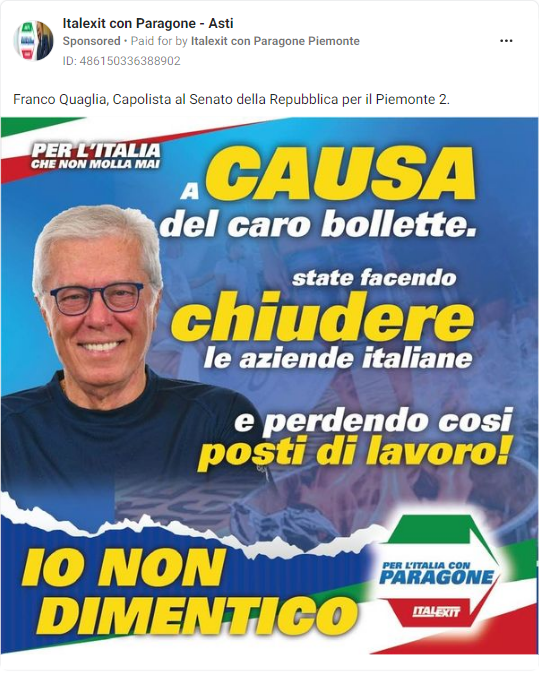 Italexit con Paragone - Asti
Sponsored • Paid for by Italexit con Paragone Piemonte
ID: 486150336388902
Franco Quaglia, Capolista al Senato della Repubblica per il Piemonte 2.
PER L'ITALIA
CHE NON MOLLA MAI
A CAUSA
del caro bollette.
state facendo
chiudere
le aziende italiane
e perdendo cosi
posti di lavoro!
IO NON
DIMENTICO
PER L'ITALIA CON
PARAGONE
ITALEXIT